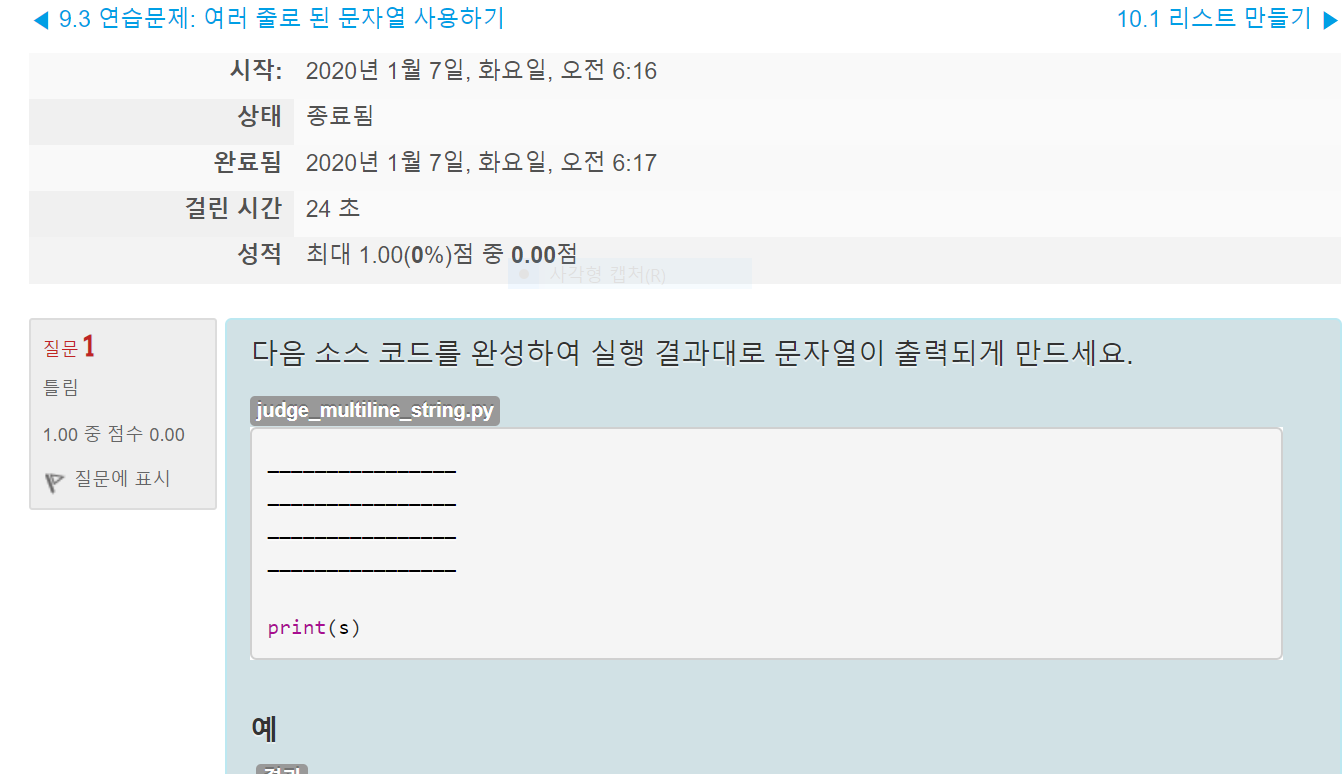 ◀ 9.3 연습문제: 여러 줄로 된 문자열 사용하기
10.1 리스트 만들기 ▶
시작: 2020년 1월 7일, 화요일, 오전 6:16
상태 종료됨
완료됨 2020년 1월 7일, 화요일, 오전 6:17
걸린 시간 24 초
성적 최대 1.00(0%)점 중 0.00점
사각형 캡처(R)
질문 1
틀림
1.00 중 점수 0.00
질문에 표시
다음 소스 코드를 완성하여 실행 결과대로 문자열이 출력되게 만드세요.
judge_multiline_string.py
________________
________________
________________
________________
print(s)
예